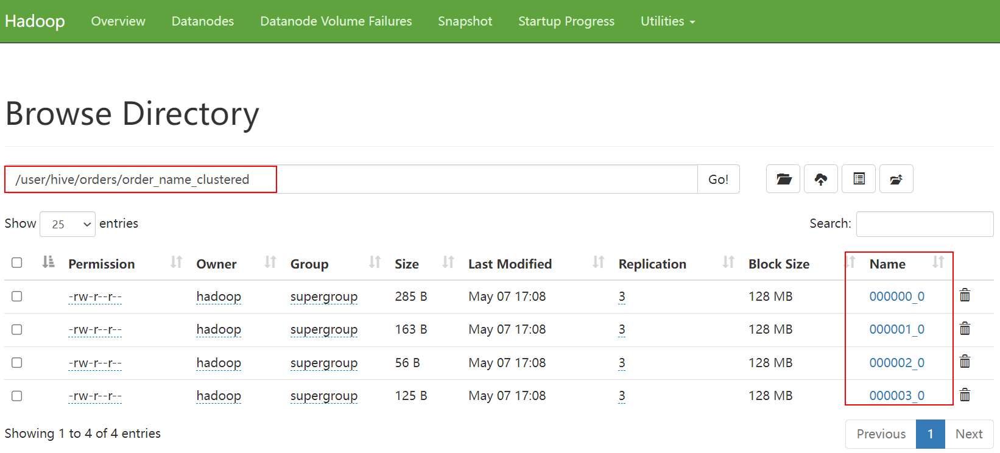 Hadoop Overview Datanodes Datanode Volume Failures Snapshot Startup Progress Utilities
Browse Directory
/user/hive/orders/order_name_clustered Go!
Show 25 entries Search:
Permission Owner Group Size Last Modified Replication Block Size Name
-rw-r--r-- hadoop supergroup 285 B May 07 17:08 3 128 MB 000000_0
-rw-r--r-- hadoop supergroup 163 B May 07 17:08 3 128 MB 000001_0
-rw-r--r-- hadoop supergroup 56 B May 07 17:08 3 128 MB 000002_0
-rw-r--r-- hadoop supergroup 125 B May 07 17:08 3 128 MB 000003_0
Showing 1 to 4 of 4 entries Previous 1 Next